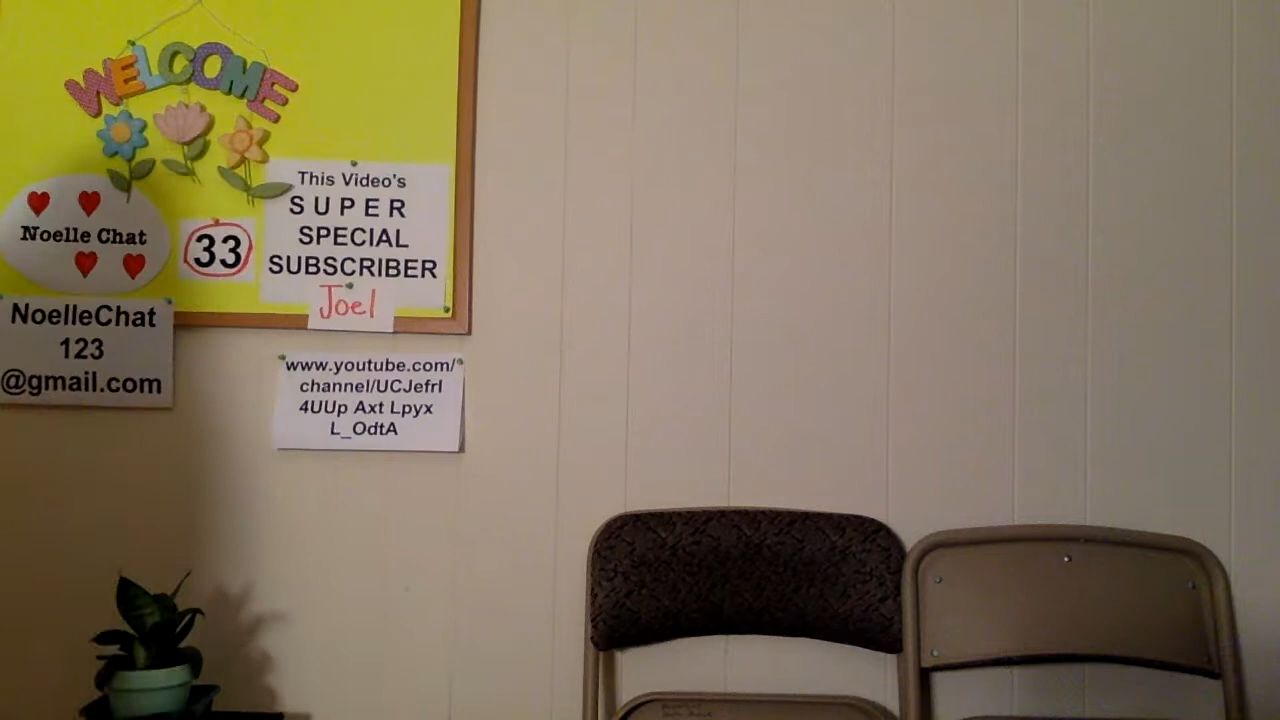 WELCOME
This Video's
SUPER
SPECIAL
SUBSCRIBER
Joel
Noelle Chat
33
NoelleChat
123
@gmail.com
www.youtube.com/
channel/UCJefrI
4UUp Axt Lpyx
L_OdtA